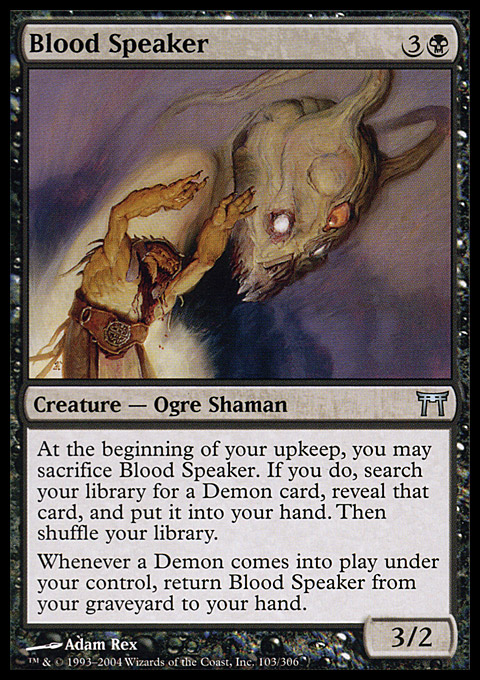 Blood Speaker 3
Creature — Ogre Shaman
At the beginning of your upkeep, you may
sacrifice Blood Speaker. If you do, search
your library for a Demon card, reveal that
card, and put it into your hand. Then
shuffle your library.
Whenever a Demon comes into play under
your control, return Blood Speaker from
your graveyard to your hand.
Adam Rex
3/2
™ & © 1993–2004 Wizards of the Coast, Inc. 103/306